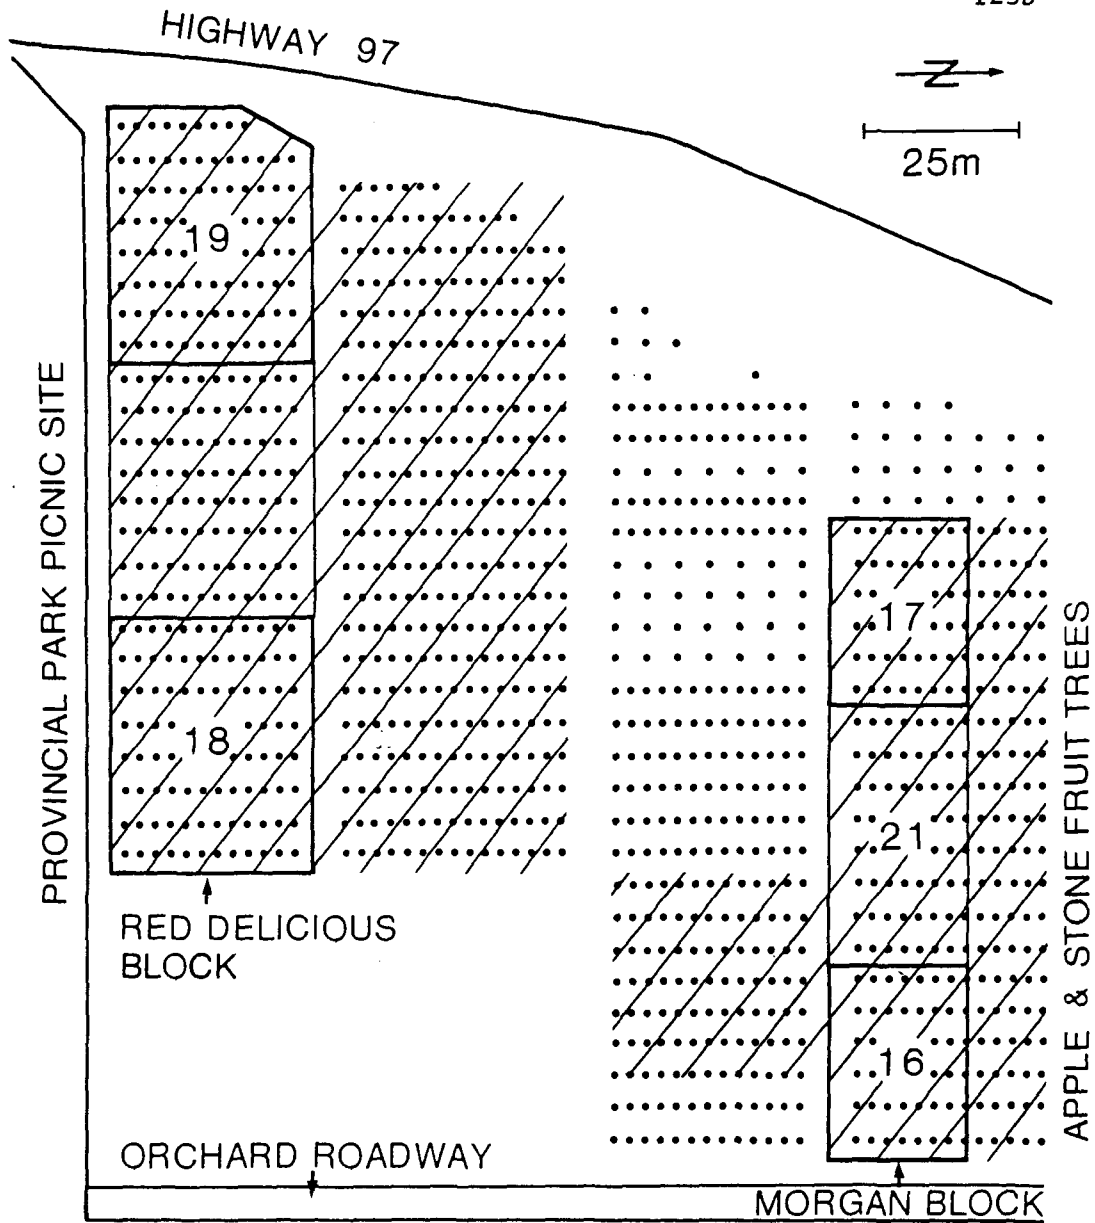 HIGHWAY 97
N
25m
19
PROVINCIAL PARK PICNIC SITE
17
18
21
APPLE & STONE FRUIT TREES
RED DELICIOUS
BLOCK
16
ORCHARD ROADWAY
MORGAN BLOCK